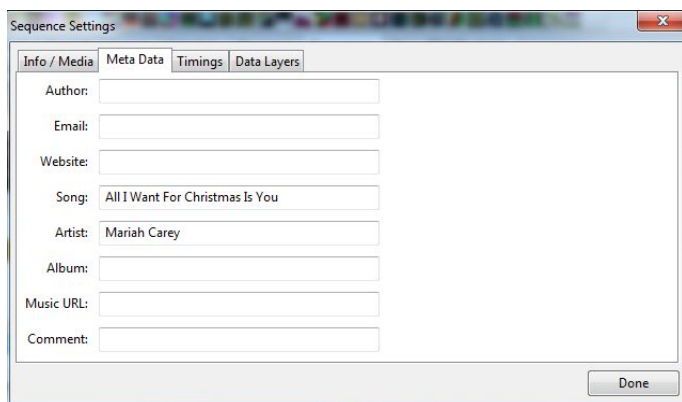 Sequence Settings
Info / Media Meta Data Timings Data Layers
Author:
Email:
Website:
Song: All I Want For Christmas Is You
Artist: Mariah Carey
Album:
Music URL:
Comment:
Done